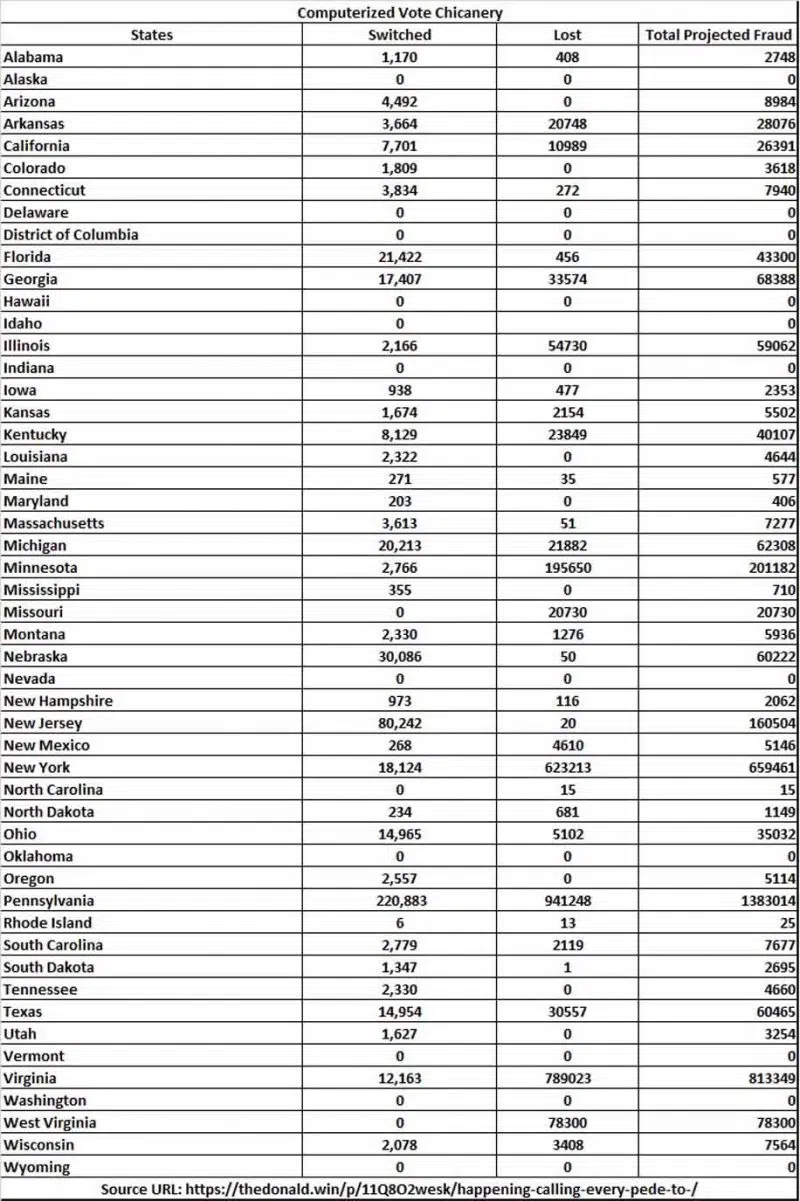 Computerized Vote Chicanery
States Switched Lost Total Projected Fraud
Alabama 1,170 408 2748
Alaska 0 0 0
Arizona 4,492 0 8984
Arkansas 3,664 20748 28076
California 7,701 10989 26391
Colorado 1,809 0 3618
Connecticut 3,834 272 7940
Delaware 0 0 0
District of Columbia 0 0 0
Florida 21,422 456 43300
Georgia 17,407 33574 68388
Hawaii 0 0 0
Idaho 0 0
Illinois 2,166 54730 59062
Indiana 0 0 0
Iowa 938 477 2353
Kansas 1,674 2154 5502
Kentucky 8,129 23849 40107
Louisiana 2,322 0 4644
Maine 271 35 577
Maryland 203 0 406
Massachusetts 3,613 51 7277
Michigan 20,213 21882 62308
Minnesota 2,766 195650 201182
Mississippi 355 0 710
Missouri 0 20730 20730
Montana 2,330 1276 5936
Nebraska 30,086 50 60222
Nevada 0 0 0
New Hampshire 973 116 2062
New Jersey 80,242 20 160504
New Mexico 268 4610 5146
New York 18,124 623213 659461
North Carolina 0 15 15
North Dakota 234 681 1149
Ohio 14,965 5102 35032
Oklahoma 0 0 0
Oregon 2,557 0 5114
Pennsylvania 220,883 941248 1383014
Rhode Island 6 13 25
South Carolina 2,779 2119 7677
South Dakota 1,347 1 2695
Tennessee 2,330 0 4660
Texas 14,954 30557 60465
Utah 1,627 0 3254
Vermont 0 0 0
Virginia 12,163 789023 813349
Washington 0 0 0
West Virginia 0 78300 78300
Wisconsin 2,078 3408 7564
Wyoming 0 0 0
Source URL: https://thedonald.win/p/11Q8O2wesk/happening-calling-every-pede-to-/